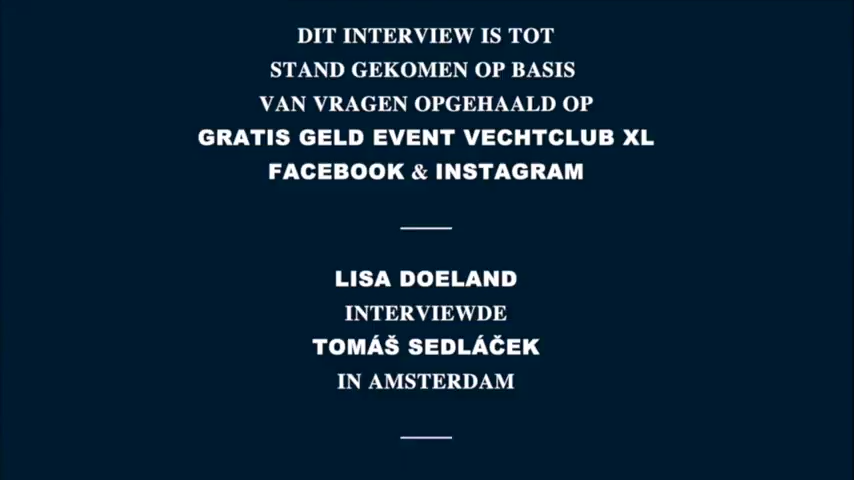 DIT INTERVIEW IS TOT
STAND GEKOMEN OP BASIS
VAN VRAGEN OPGEHAALD OP
GRATIS GELD EVENT VECHTCLUB XL
FACEBOOK & INSTAGRAM
LISA DOELAND
INTERVIEWDE
TOMÁŠ SEDLÁČEK
IN AMSTERDAM